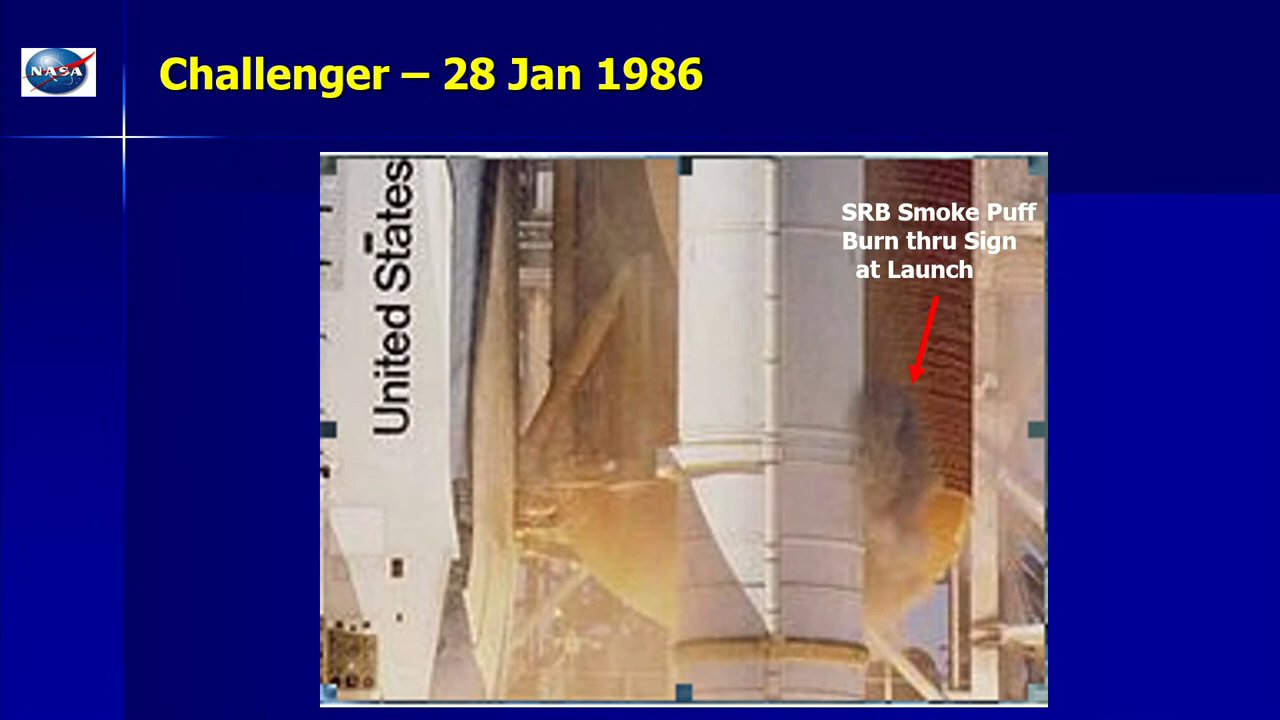 NASA
Challenger – 28 Jan 1986
United States
SRB Smoke Puff
Burn thru Sign
at Launch